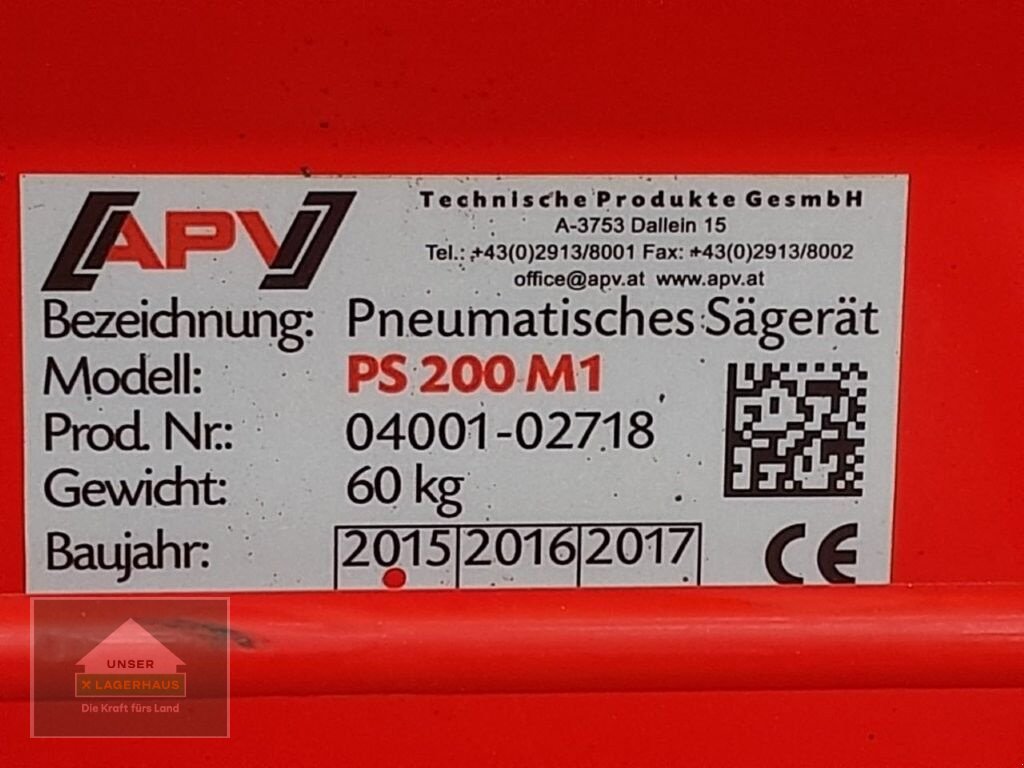 APV
Technische Produkte GesmbH
A-3753 Dallein 15
Tel.: +43(0)2913/8001 Fax: +43(0)2913/8002
office@apv.at www.apv.at
Bezeichnung: Pneumatisches Sägerät
Modell: PS 200 M1
Prod. Nr.: 04001-02718
Gewicht: 60 kg
Baujahr: 2015 2016 2017
CE
UNSER
X LAGERHAUS
Die Kraft fürs Land